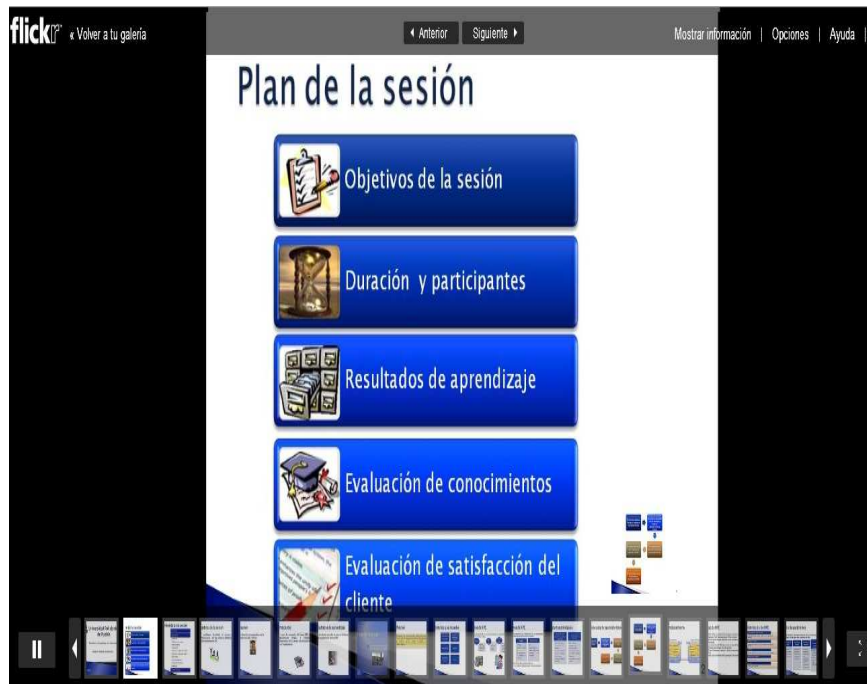 flickr
« Volver a tu galería
Anterior
Siguiente
Mostrar información | Opciones | Ayuda |
Plan de la sesión
Objetivos de la sesión
Duración y participantes
Resultados de aprendizaje
Evaluación de conocimientos
Evaluación de satisfacción del
cliente